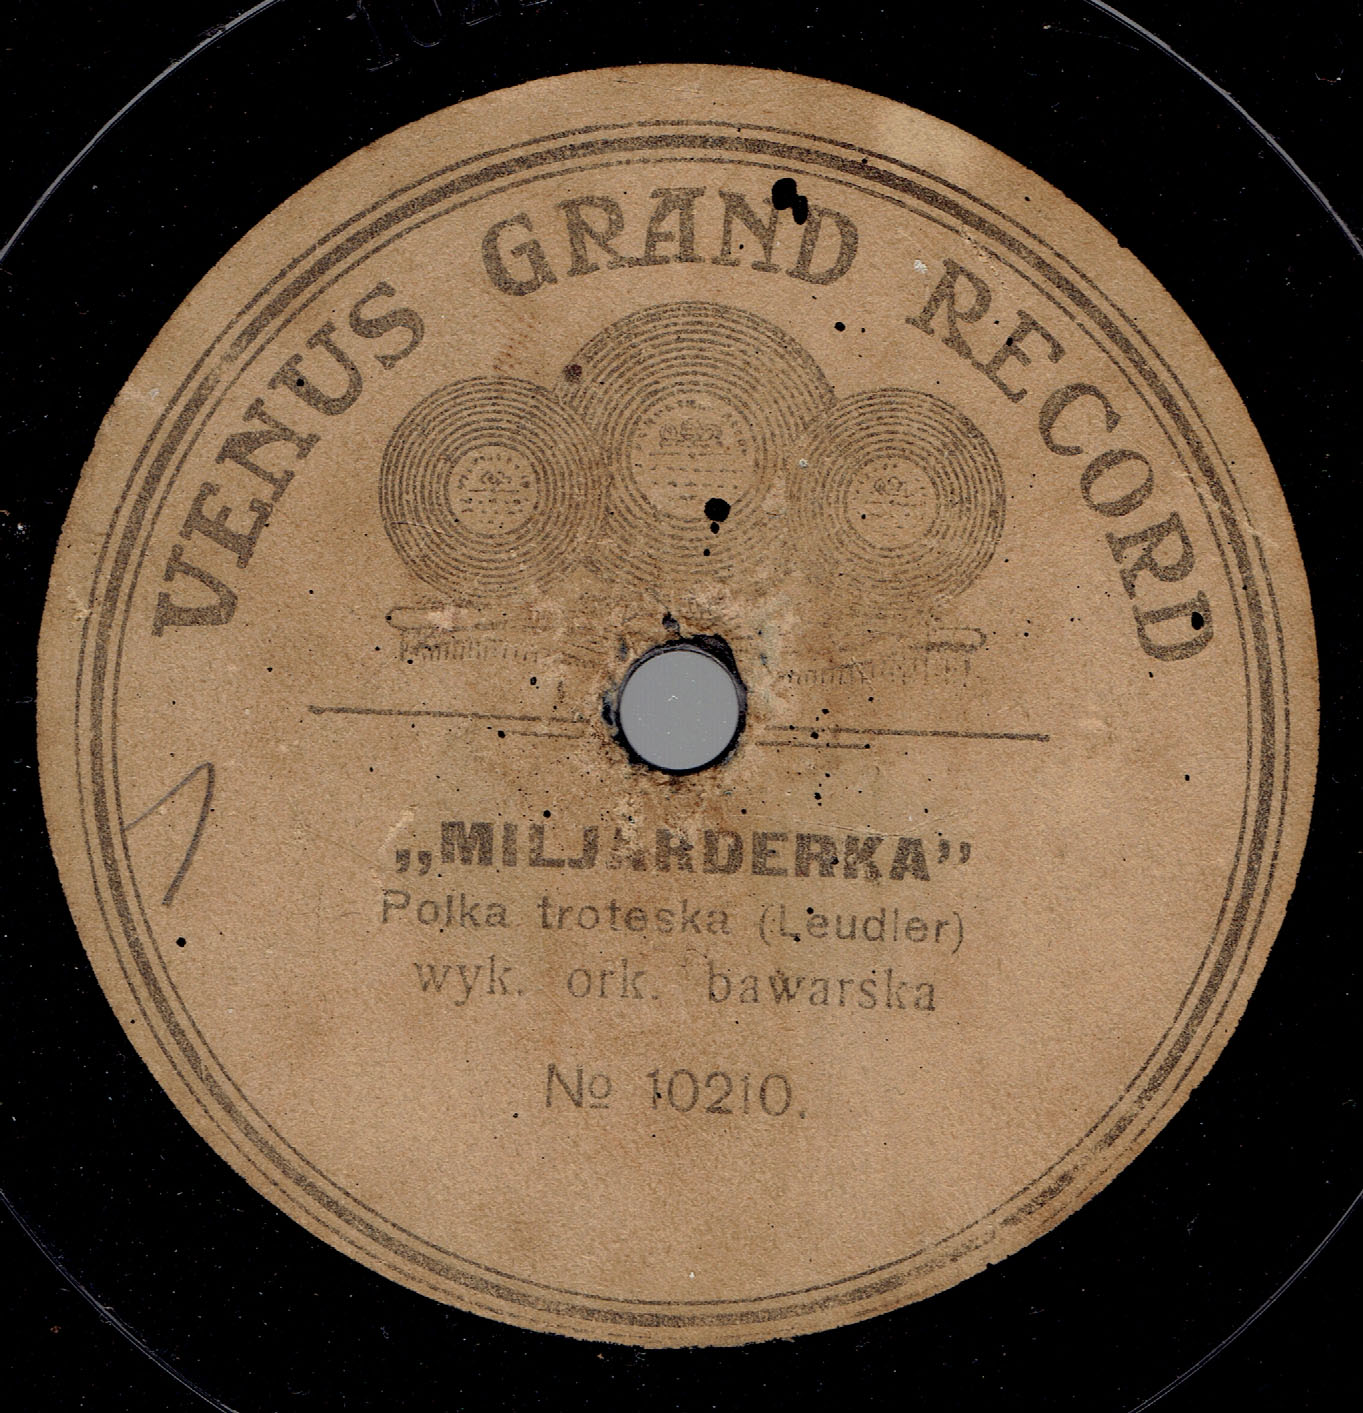 VENUS GRAND RECORD
„MILJARDERKA”
Polka troteska (Leudler)
wyk. ork. bawarska
№ 10210.